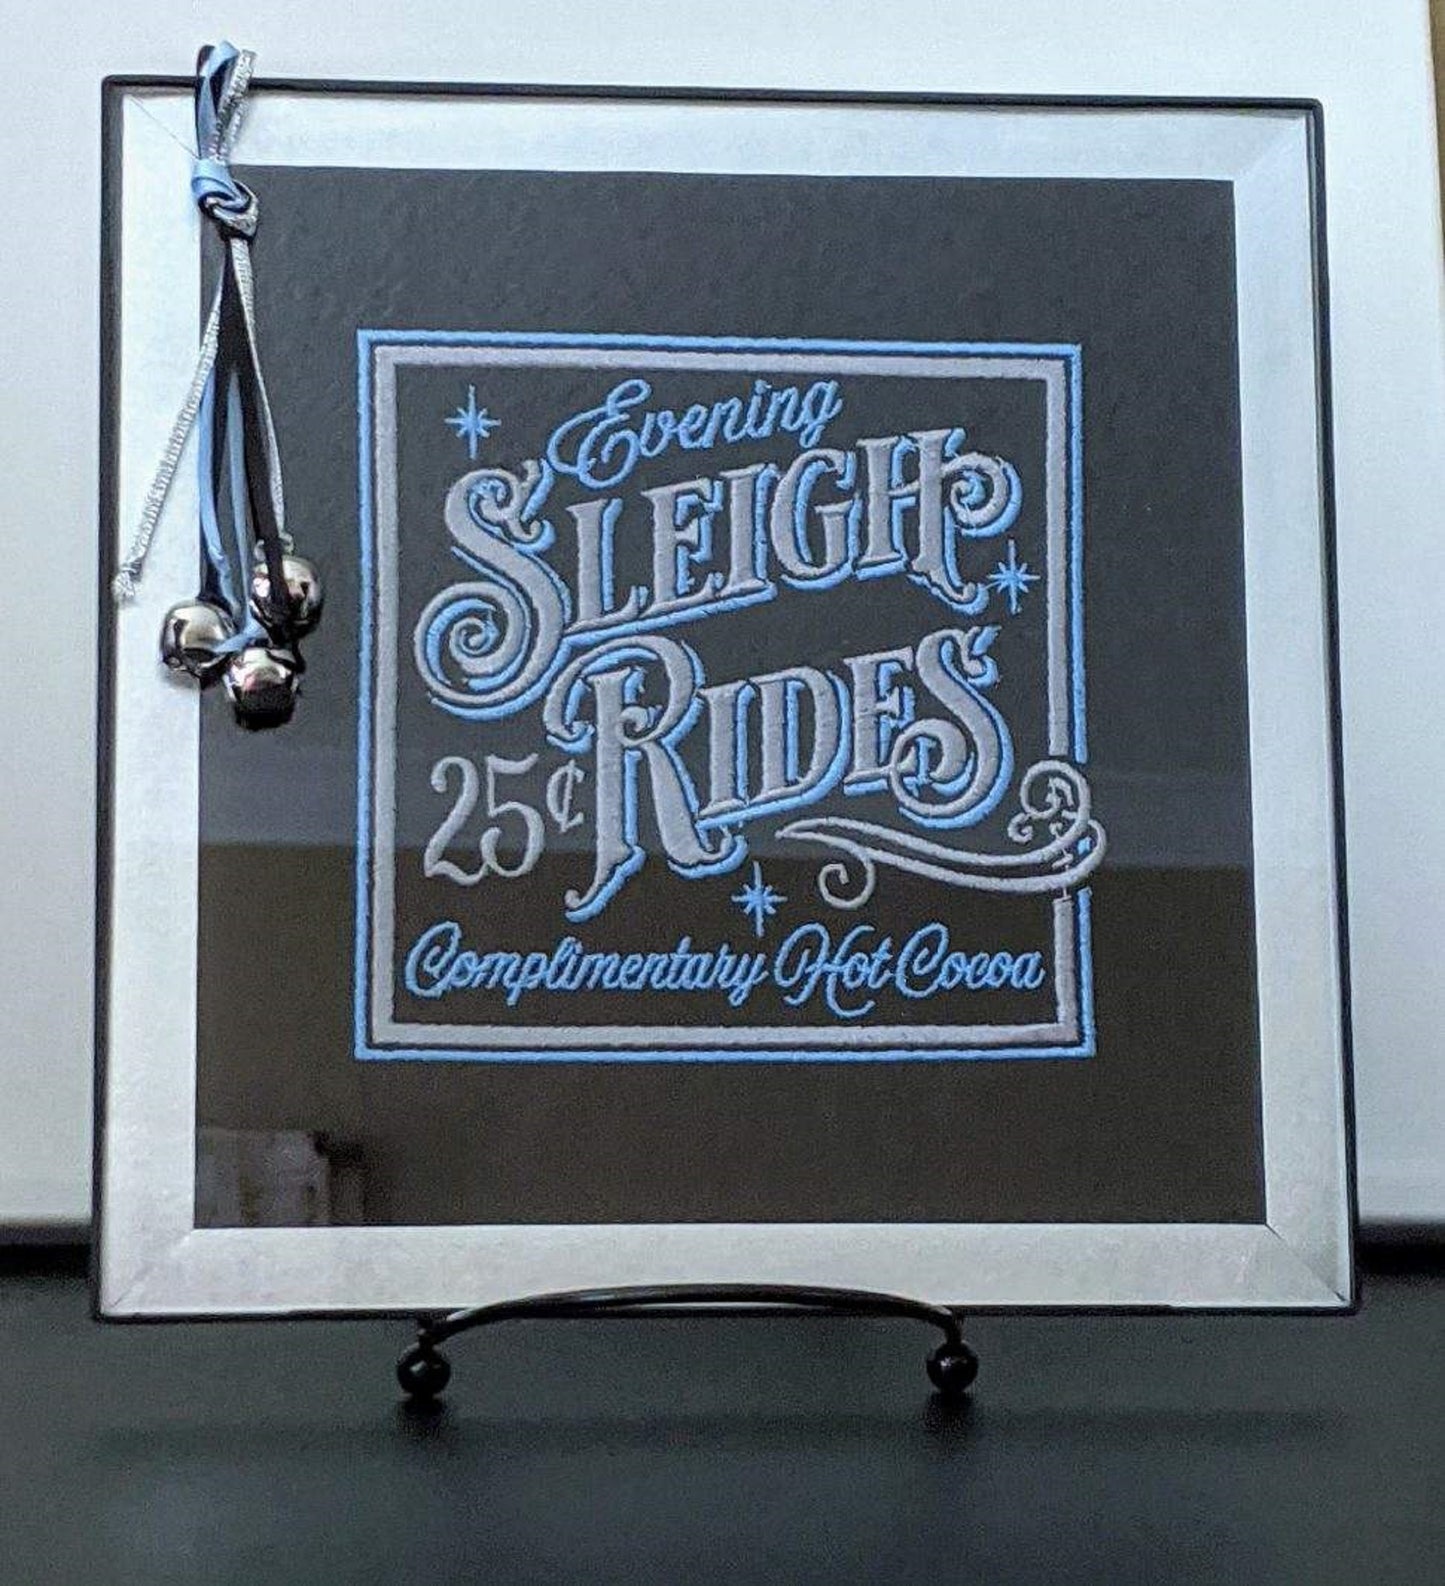 Evening
SLEIGH
RIDES
25¢
Complimentary Hot Cocoa